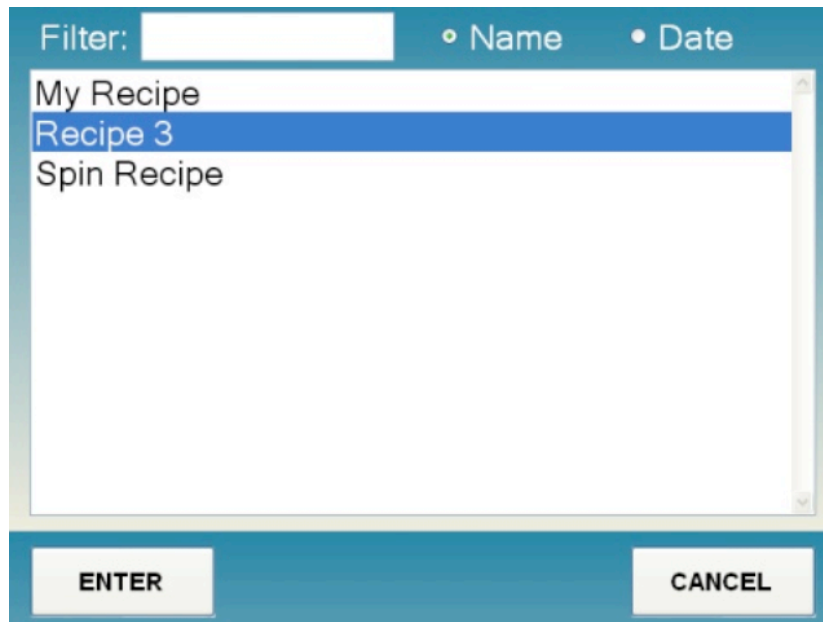 Filter: Name Date
My Recipe
Recipe 3
Spin Recipe
ENTER CANCEL